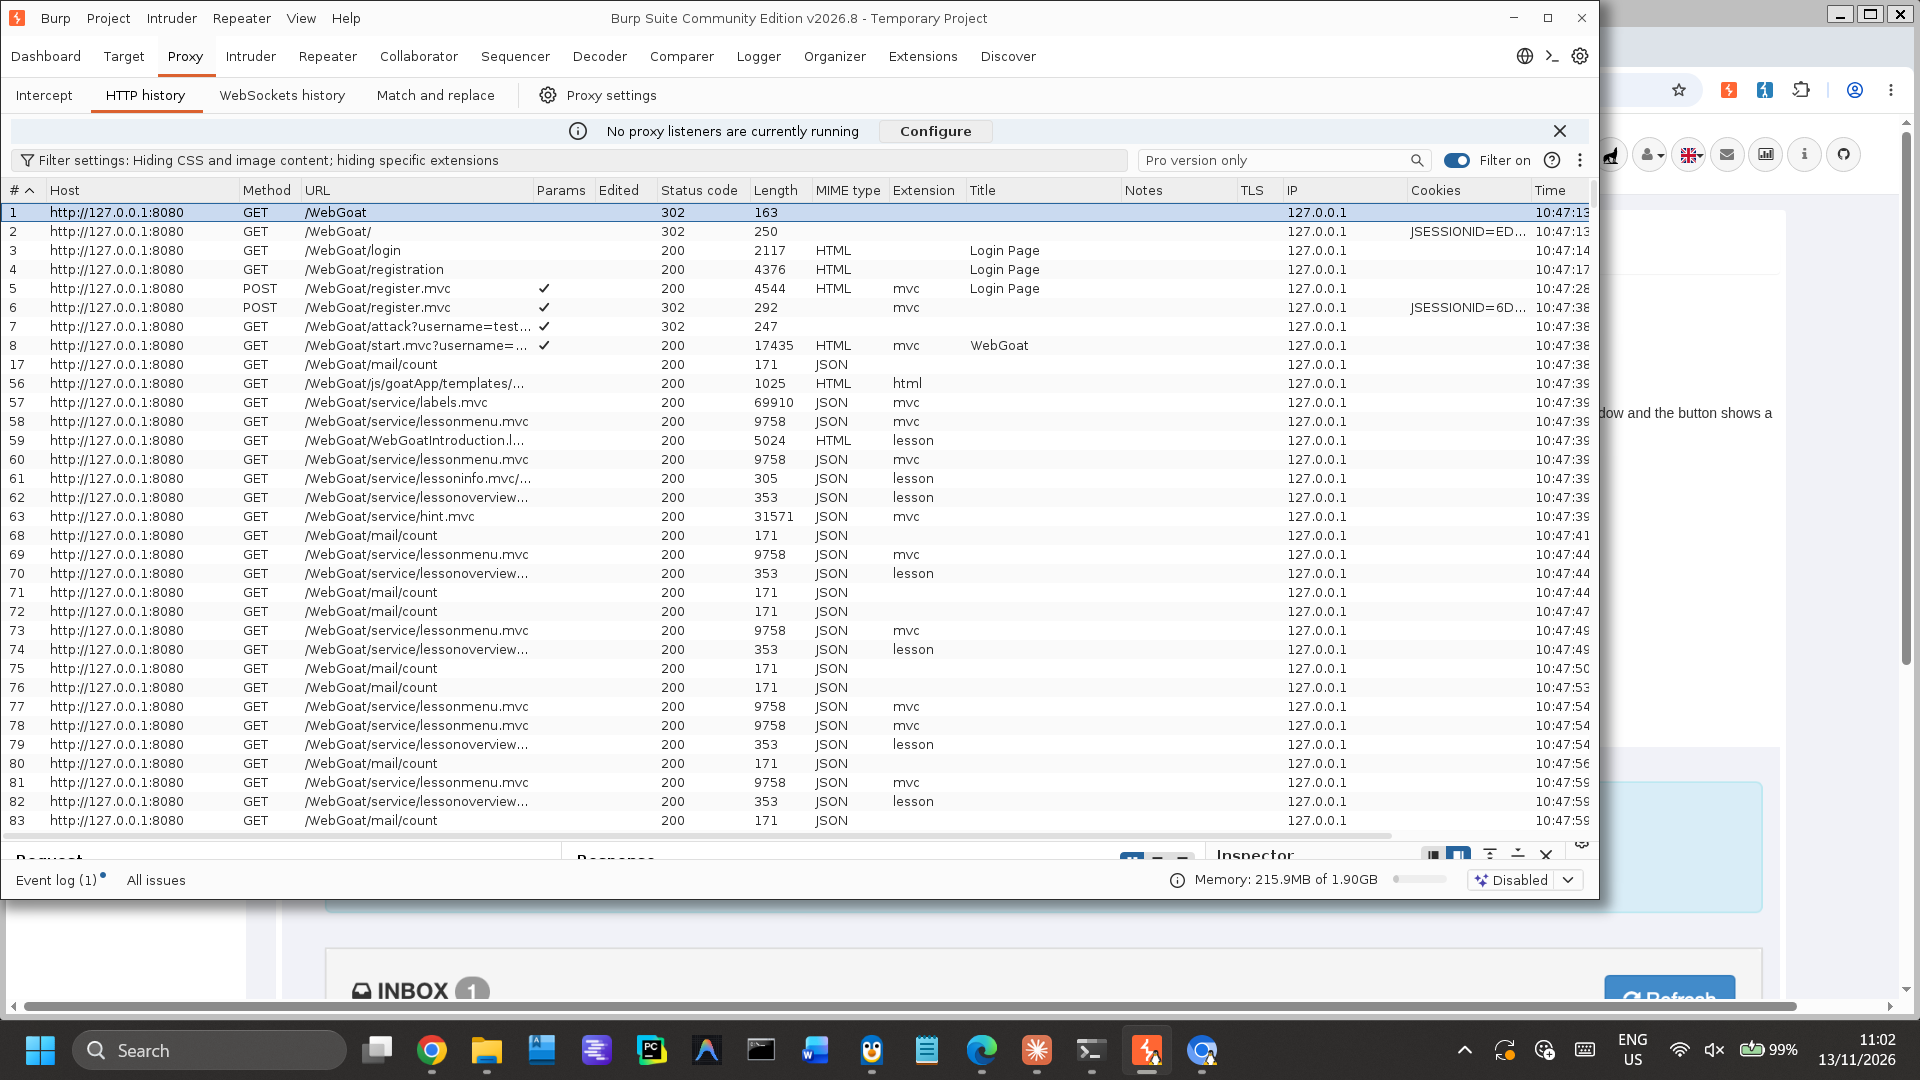 Burp Project Intruder Repeater View Help Burp Suite Community Edition v2026.8 - Temporary Project
Dashboard Target Proxy Intruder Repeater Collaborator Sequencer Decoder Comparer Logger Organizer Extensions Discover
Intercept HTTP history WebSockets history Match and replace Proxy settings
No proxy listeners are currently running Configure
Filter settings: Hiding CSS and image content; hiding specific extensions Pro version only Filter on
# Host Method URL Params Edited Status code Length MIME type Extension Title Notes TLS IP Cookies Time
1 http://127.0.0.1:8080 GET /WebGoat 302 163 127.0.0.1 10:47:13
2 http://127.0.0.1:8080 GET /WebGoat/ 302 250 127.0.0.1 JSESSIONID=ED... 10:47:13
3 http://127.0.0.1:8080 GET /WebGoat/login 200 2117 HTML Login Page 127.0.0.1 10:47:14
4 http://127.0.0.1:8080 GET /WebGoat/registration 200 4376 HTML Login Page 127.0.0.1 10:47:17
5 http://127.0.0.1:8080 POST /WebGoat/register.mvc ✓ 200 4544 HTML mvc Login Page 127.0.0.1 10:47:28
6 http://127.0.0.1:8080 POST /WebGoat/register.mvc ✓ 302 292 mvc 127.0.0.1 JSESSIONID=6D... 10:47:38
7 http://127.0.0.1:8080 GET /WebGoat/attack?username=test... ✓ 302 247 127.0.0.1 10:47:38
8 http://127.0.0.1:8080 GET /WebGoat/start.mvc?username=... ✓ 200 17435 HTML mvc WebGoat 127.0.0.1 10:47:38
17 http://127.0.0.1:8080 GET /WebGoat/mail/count 200 171 JSON 127.0.0.1 10:47:38
56 http://127.0.0.1:8080 GET /WebGoat/js/goatApp/templates/... 200 1025 HTML html 127.0.0.1 10:47:39
57 http://127.0.0.1:8080 GET /WebGoat/service/labels.mvc 200 69910 JSON mvc 127.0.0.1 10:47:39
58 http://127.0.0.1:8080 GET /WebGoat/service/lessonmenu.mvc 200 9758 JSON mvc 127.0.0.1 10:47:39
59 http://127.0.0.1:8080 GET /WebGoat/WebGoatIntroduction.l... 200 5024 HTML lesson 127.0.0.1 10:47:39
60 http://127.0.0.1:8080 GET /WebGoat/service/lessonmenu.mvc 200 9758 JSON mvc 127.0.0.1 10:47:39
61 http://127.0.0.1:8080 GET /WebGoat/service/lessoninfo.mvc/... 200 305 JSON lesson 127.0.0.1 10:47:39
62 http://127.0.0.1:8080 GET /WebGoat/service/lessonoverview... 200 353 JSON lesson 127.0.0.1 10:47:39
63 http://127.0.0.1:8080 GET /WebGoat/service/hint.mvc 200 31571 JSON mvc 127.0.0.1 10:47:39
68 http://127.0.0.1:8080 GET /WebGoat/mail/count 200 171 JSON 127.0.0.1 10:47:41
69 http://127.0.0.1:8080 GET /WebGoat/service/lessonmenu.mvc 200 9758 JSON mvc 127.0.0.1 10:47:44
70 http://127.0.0.1:8080 GET /WebGoat/service/lessonoverview... 200 353 JSON lesson 127.0.0.1 10:47:44
71 http://127.0.0.1:8080 GET /WebGoat/mail/count 200 171 JSON 127.0.0.1 10:47:44
72 http://127.0.0.1:8080 GET /WebGoat/mail/count 200 171 JSON 127.0.0.1 10:47:47
73 http://127.0.0.1:8080 GET /WebGoat/service/lessonmenu.mvc 200 9758 JSON mvc 127.0.0.1 10:47:49
74 http://127.0.0.1:8080 GET /WebGoat/service/lessonoverview... 200 353 JSON lesson 127.0.0.1 10:47:49
75 http://127.0.0.1:8080 GET /WebGoat/mail/count 200 171 JSON 127.0.0.1 10:47:50
76 http://127.0.0.1:8080 GET /WebGoat/mail/count 200 171 JSON 127.0.0.1 10:47:53
77 http://127.0.0.1:8080 GET /WebGoat/service/lessonmenu.mvc 200 9758 JSON mvc 127.0.0.1 10:47:54
78 http://127.0.0.1:8080 GET /WebGoat/service/lessonmenu.mvc 200 9758 JSON mvc 127.0.0.1 10:47:54
79 http://127.0.0.1:8080 GET /WebGoat/service/lessonoverview... 200 353 JSON lesson 127.0.0.1 10:47:54
80 http://127.0.0.1:8080 GET /WebGoat/mail/count 200 171 JSON 127.0.0.1 10:47:56
81 http://127.0.0.1:8080 GET /WebGoat/service/lessonmenu.mvc 200 9758 JSON mvc 127.0.0.1 10:47:59
82 http://127.0.0.1:8080 GET /WebGoat/service/lessonoverview... 200 353 JSON lesson 127.0.0.1 10:47:59
83 http://127.0.0.1:8080 GET /WebGoat/mail/count 200 171 JSON 127.0.0.1 10:47:59
Request Response Inspector
Event log (1) All issues Memory: 215.9MB of 1.90GB Disabled
dow and the button shows a
INBOX 1 Refresh
Search ENG US 99% 11:02 13/11/2026